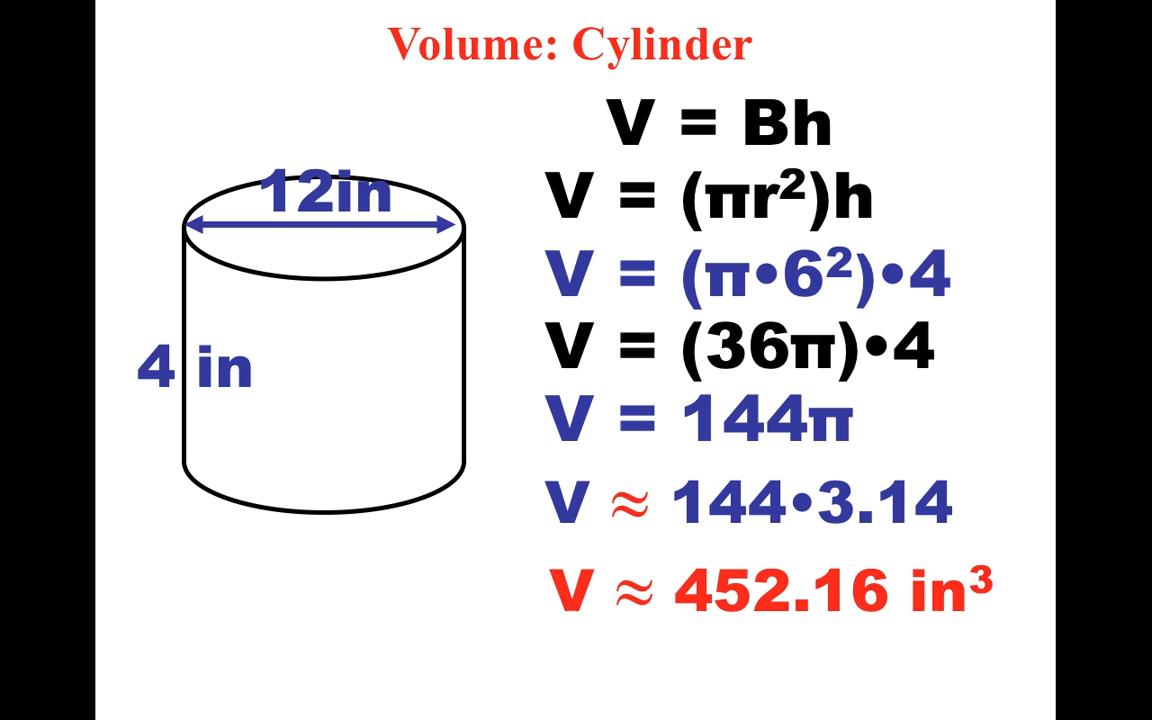 Volume: Cylinder
12in
4 in
V = Bh
V = (πr²)h
V = (π•6²)•4
V = (36π)•4
V = 144π
V ≈ 144•3.14
V ≈ 452.16 in³